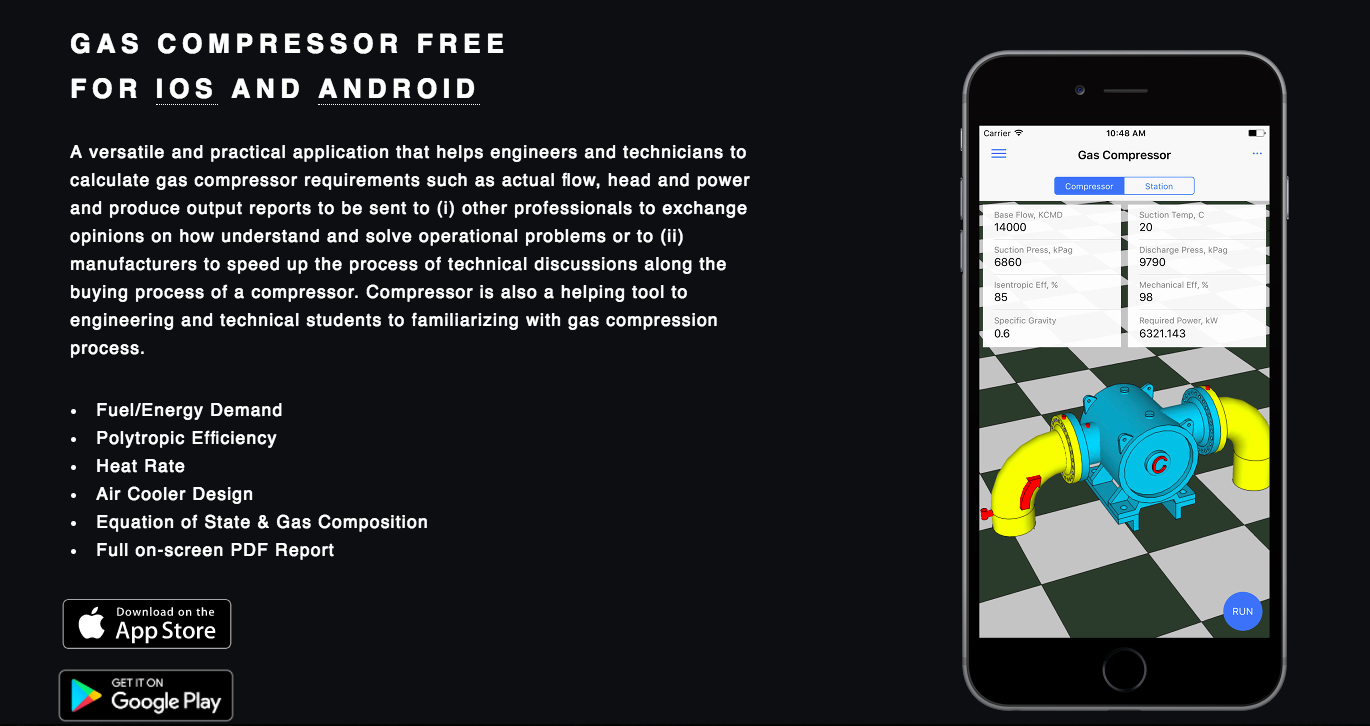 GAS COMPRESSOR FREE
FOR IOS AND ANDROID
A versatile and practical application that helps engineers and technicians to
calculate gas compressor requirements such as actual flow, head and power
and produce output reports to be sent to (i) other professionals to exchange
opinions on how understand and solve operational problems or to (ii)
manufacturers to speed up the process of technical discussions along the
buying process of a compressor. Compressor is also a helping tool to
engineering and technical students to familiarizing with gas compression
process.
• Fuel/Energy Demand
• Polytropic Efficiency
• Heat Rate
• Air Cooler Design
• Equation of State & Gas Composition
• Full on-screen PDF Report
Download on the
App Store
GET IT ON
Google Play
Carrier 10:48 AM
Gas Compressor ...
Compressor Station
Base Flow, KCMD Suction Temp, C
14000 20
Suction Press, kPag Discharge Press, kPag
6860 9790
Isentropic Eff, % Mechanical Eff, %
85 98
Specific Gravity Required Power, kW
0.6 6321.143
C
RUN